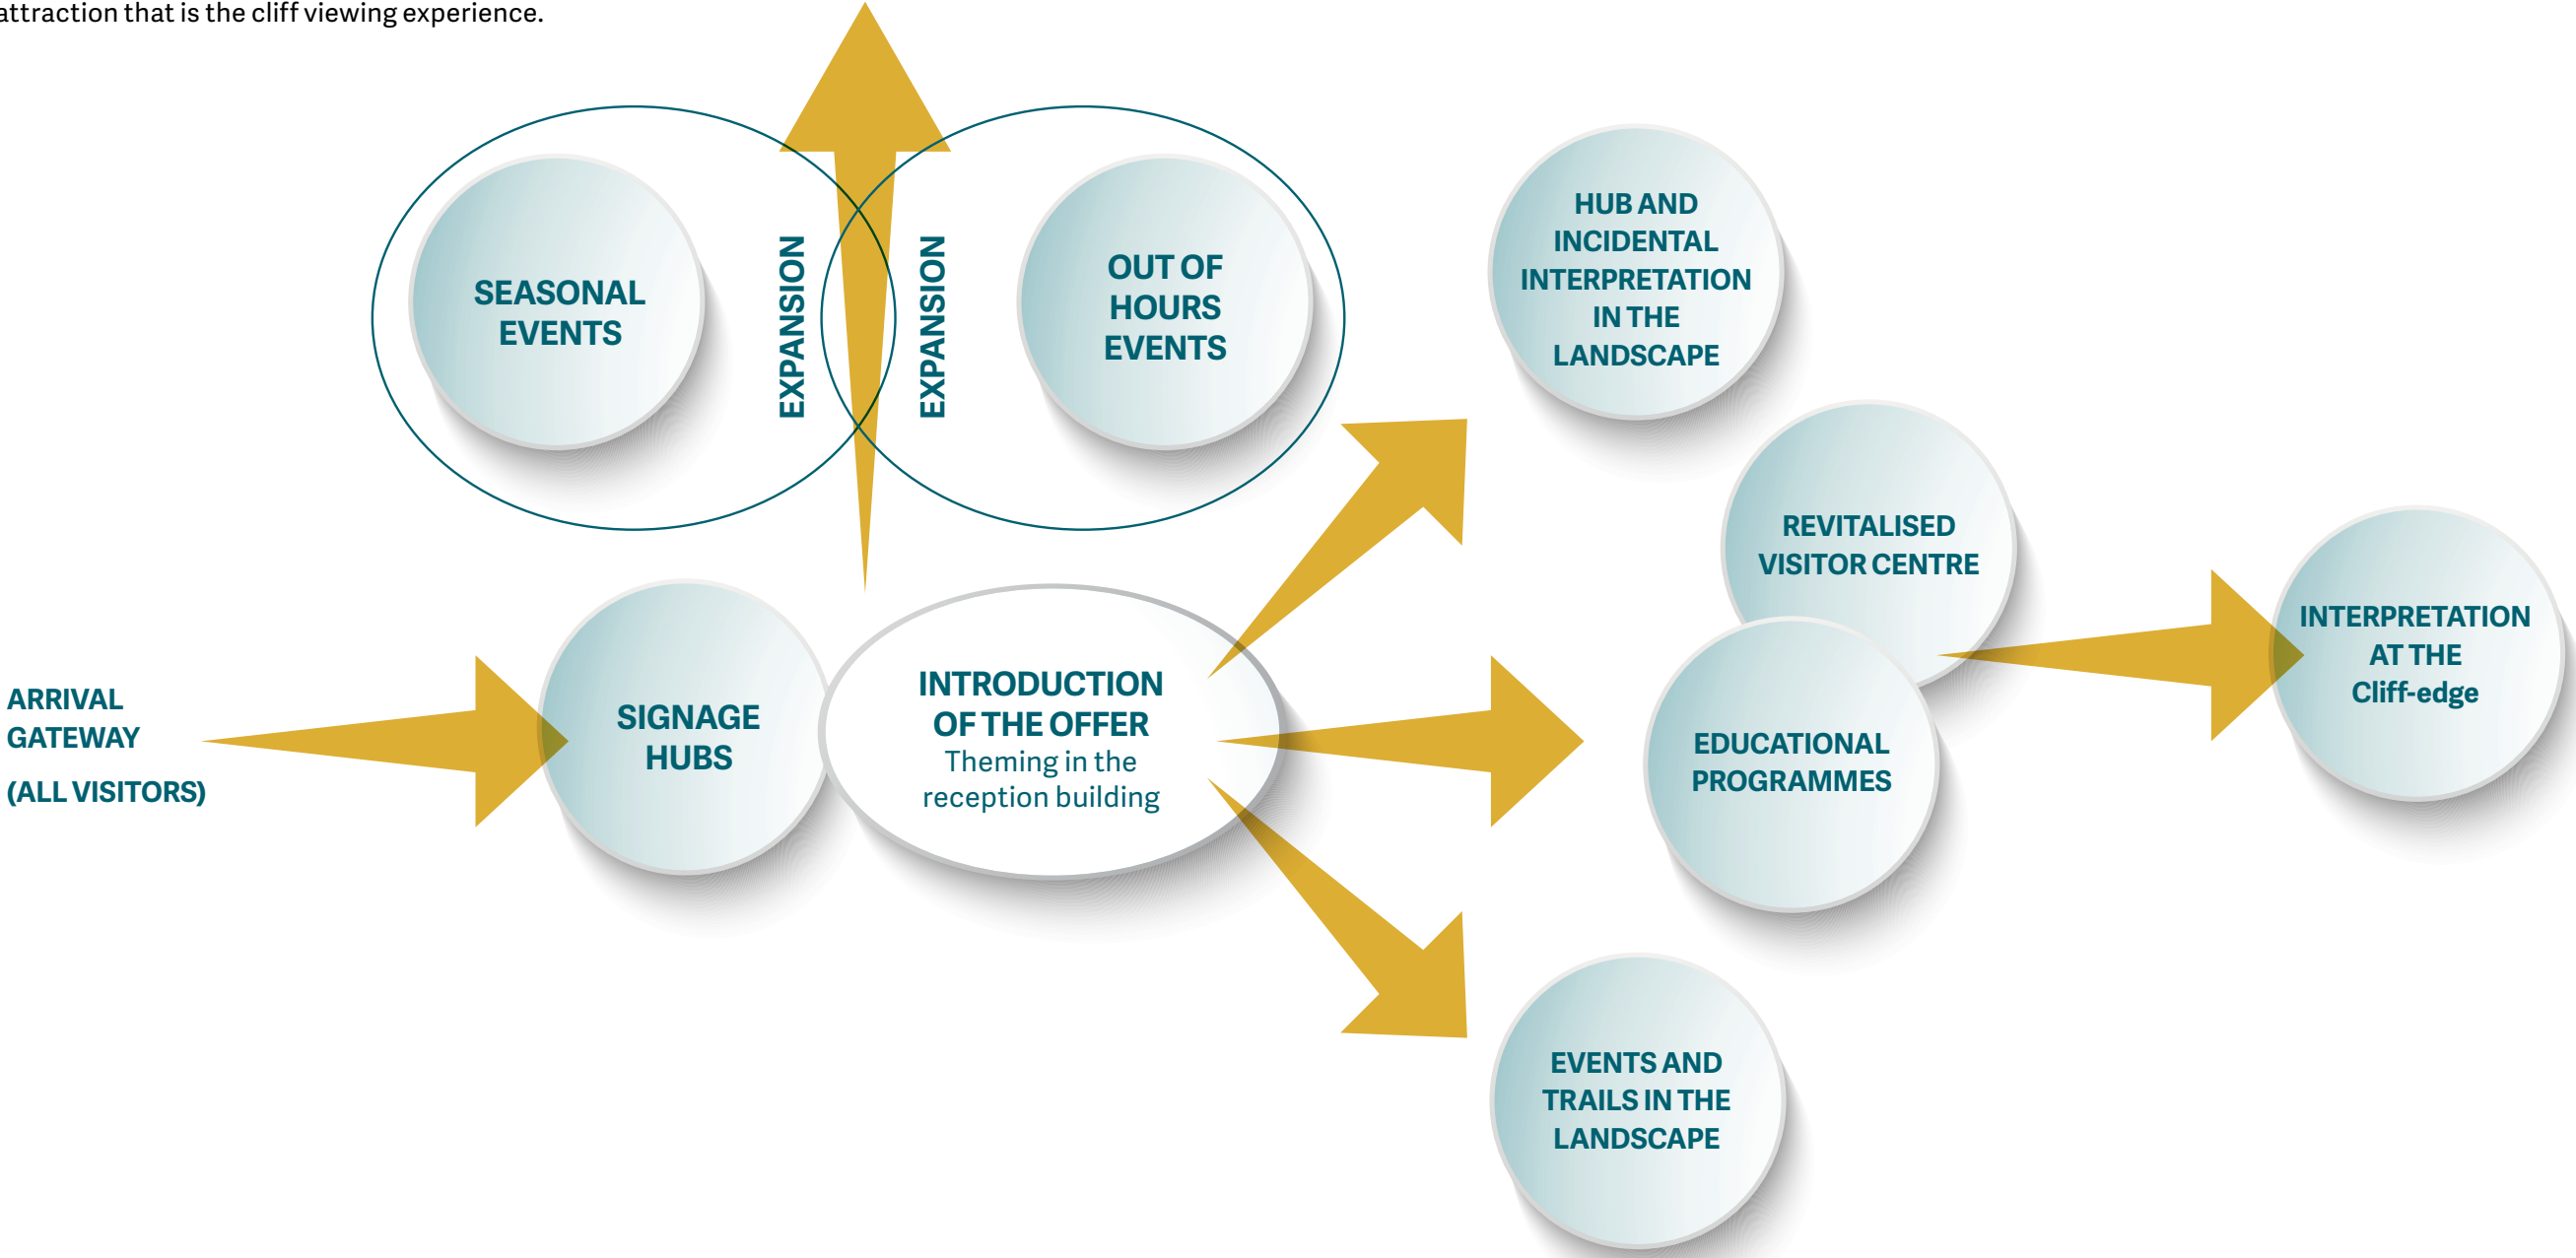 attraction that is the cliff viewing experience.
SEASONAL
EVENTS
EXPANSION
EXPANSION
OUT OF
HOURS
EVENTS
HUB AND
INCIDENTAL
INTERPRETATION
IN THE
LANDSCAPE
REVITALISED
VISITOR CENTRE
INTERPRETATION
AT THE
Cliff-edge
ARRIVAL
GATEWAY
(ALL VISITORS)
SIGNAGE
HUBS
INTRODUCTION
OF THE OFFER
Theming in the
reception building
EDUCATIONAL
PROGRAMMES
EVENTS AND
TRAILS IN THE
LANDSCAPE